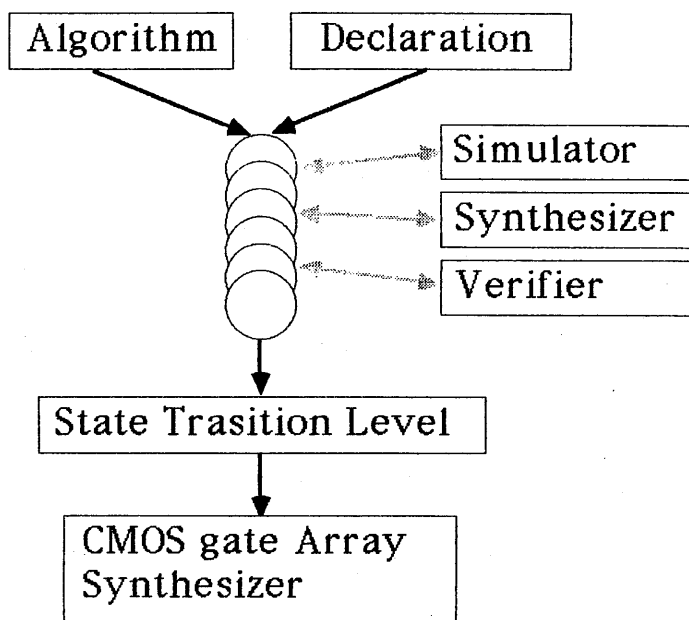 Algorithm
Declaration
Simulator
Synthesizer
Verifier
State Trasition Level
CMOS gate Array
Synthesizer